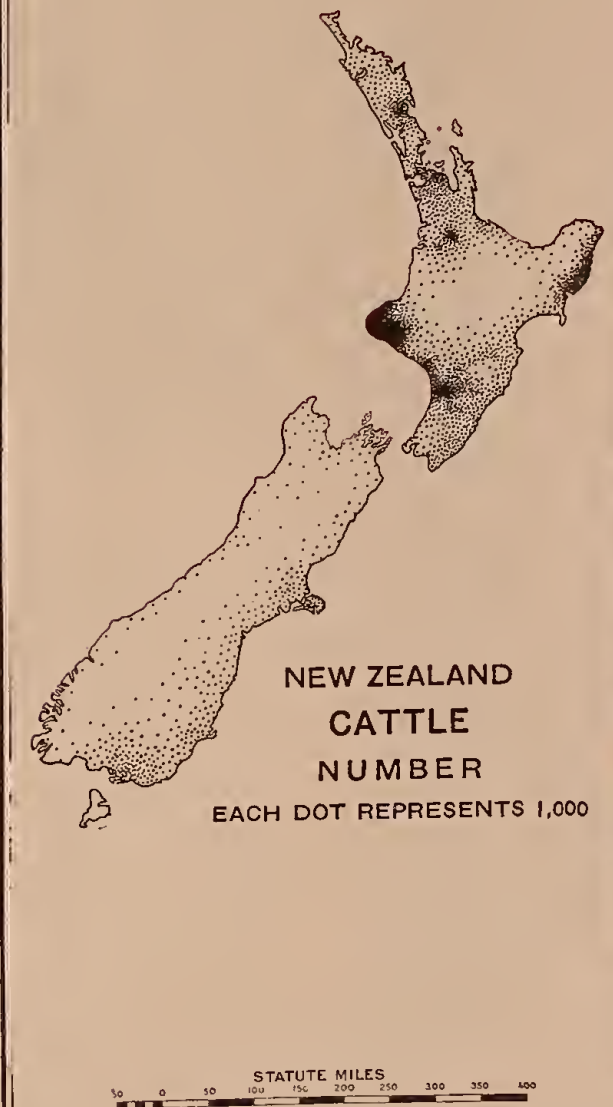 NEW ZEALAND
CATTLE
NUMBER
EACH DOT REPRESENTS 1,000
STATUTE MILES
50 0 50 100 150 200 250 300 350 400